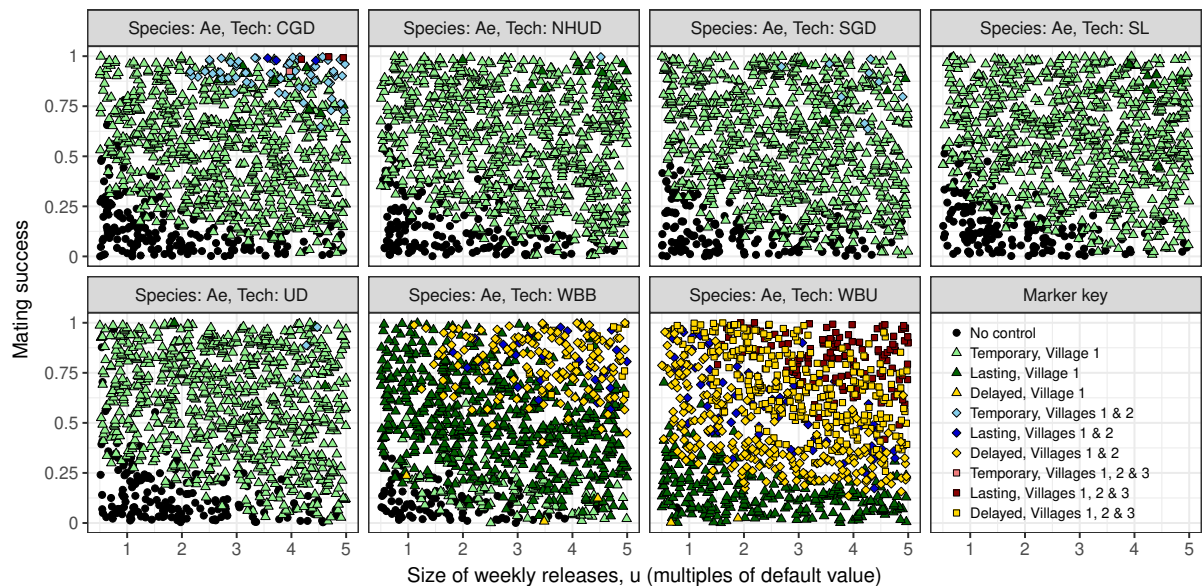 Species: Ae, Tech: CGD
Species: Ae, Tech: NHUD
Species: Ae, Tech: SGD
Species: Ae, Tech: SL
1
0.75
0.5
0.25
0
Mating success
Species: Ae, Tech: UD
Species: Ae, Tech: WBB
Species: Ae, Tech: WBU
Marker key
1
0.75
0.5
0.25
0
No control
Temporary, Village 1
Lasting, Village 1
Delayed, Village 1
Temporary, Villages 1 & 2
Lasting, Villages 1 & 2
Delayed, Villages 1 & 2
Temporary, Villages 1, 2 & 3
Lasting, Villages 1, 2 & 3
Delayed, Villages 1, 2 & 3
1 2 3 4 5
1 2 3 4 5
1 2 3 4 5
1 2 3 4 5
Size of weekly releases, u (multiples of default value)